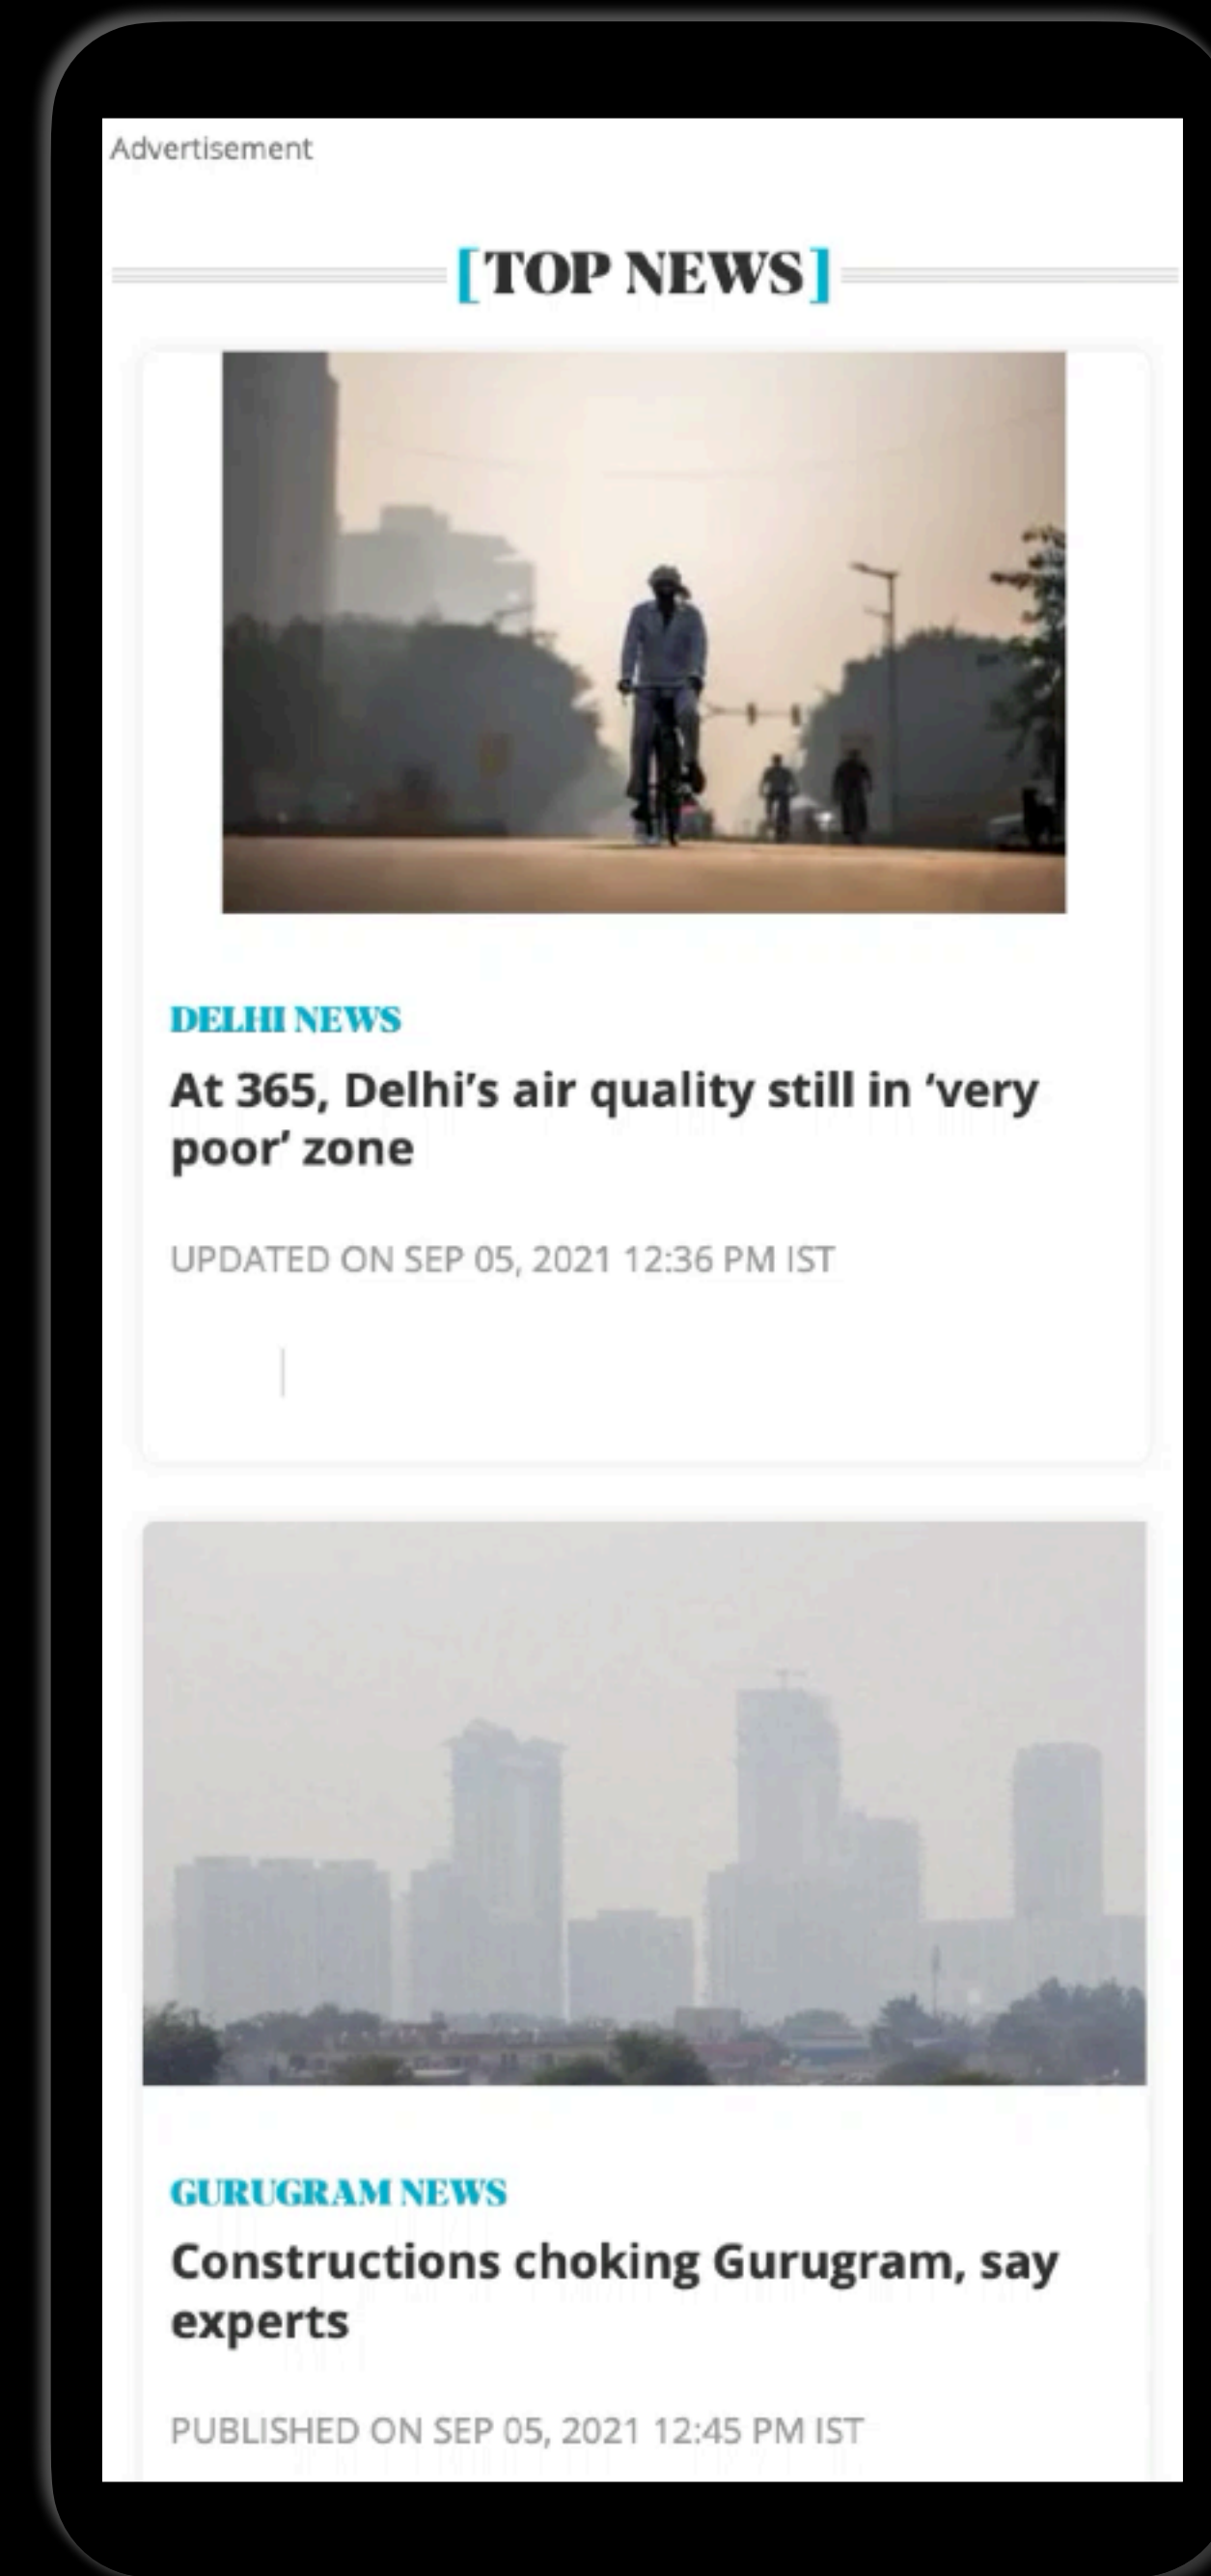 Advertisement
[TOP NEWS]
DELHI NEWS
At 365, Delhi’s air quality still in ‘very
poor’ zone
UPDATED ON SEP 05, 2021 12:36 PM IST
GURUGRAM NEWS
Constructions choking Gurugram, say
experts
PUBLISHED ON SEP 05, 2021 12:45 PM IST